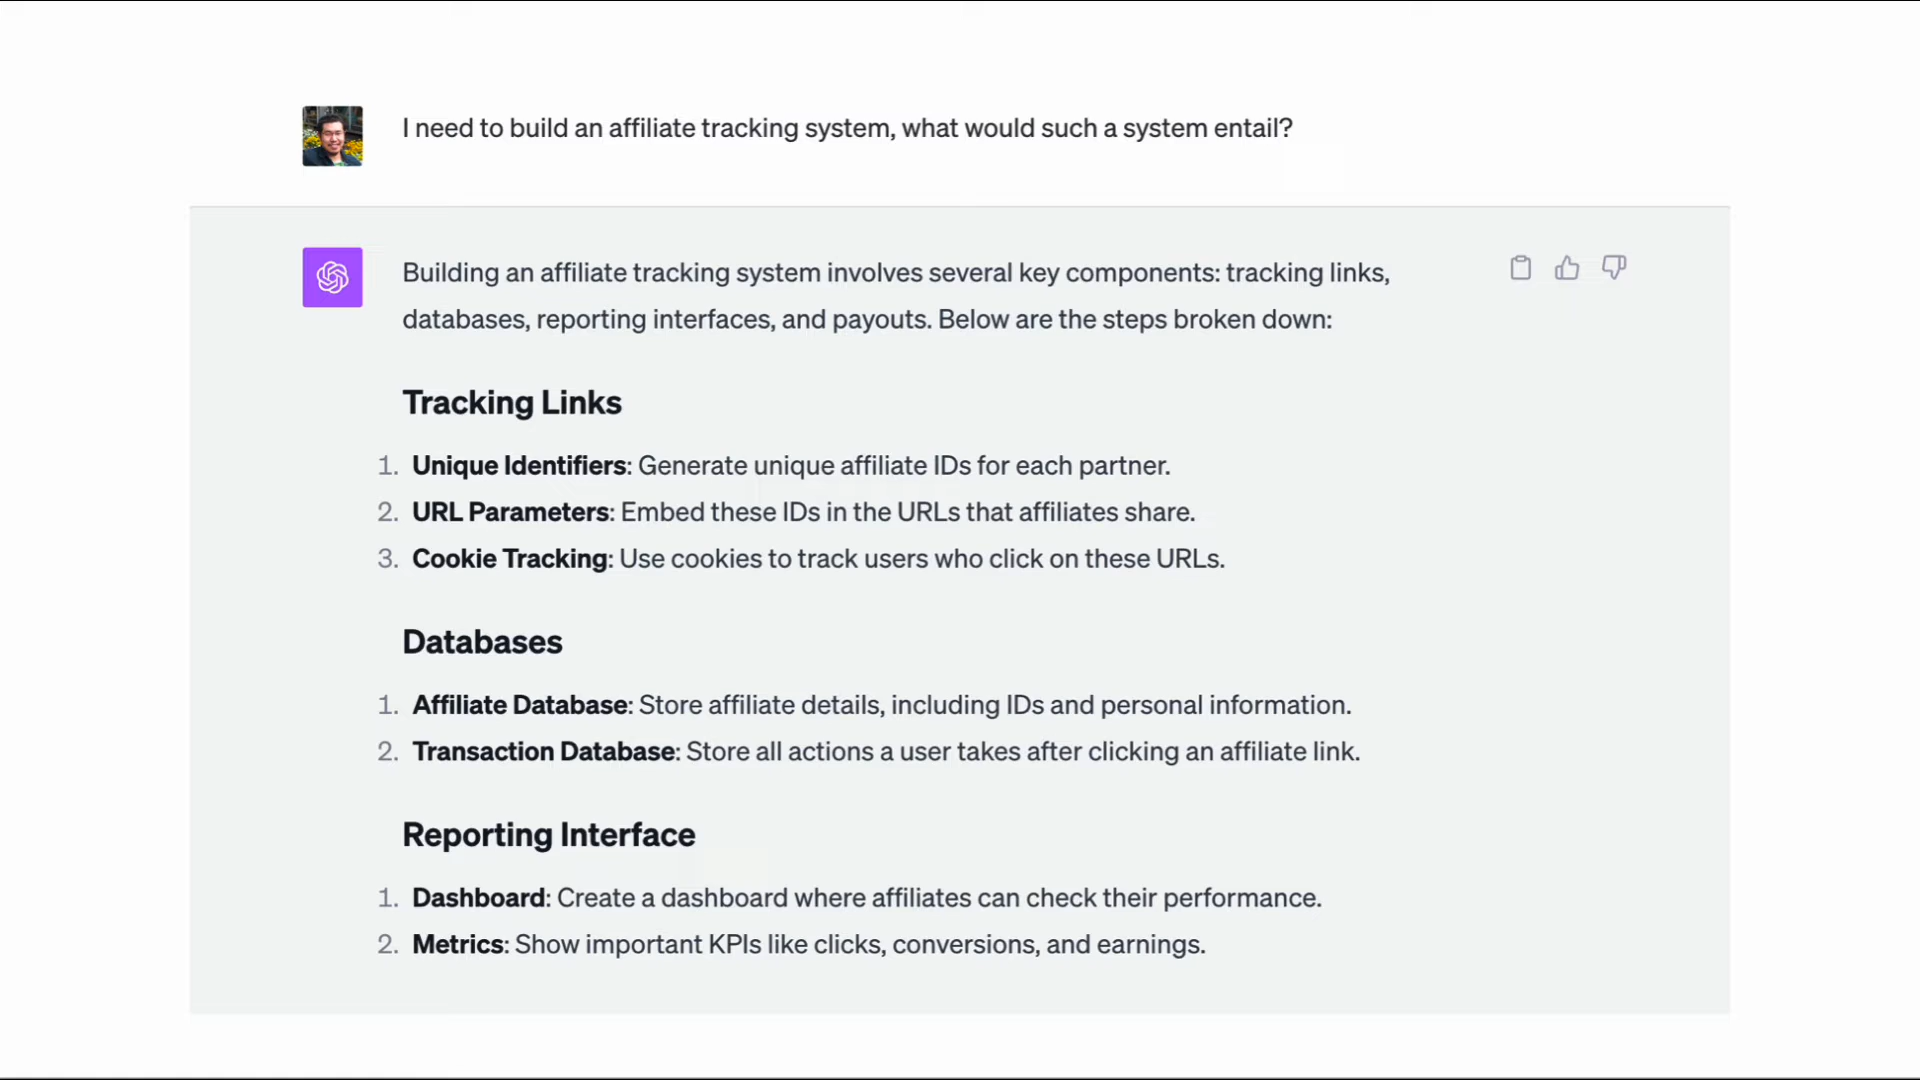 I need to build an affiliate tracking system, what would such a system entail?
Building an affiliate tracking system involves several key components: tracking links,
databases, reporting interfaces, and payouts. Below are the steps broken down:
Tracking Links
1. Unique Identifiers: Generate unique affiliate IDs for each partner.
2. URL Parameters: Embed these IDs in the URLs that affiliates share.
3. Cookie Tracking: Use cookies to track users who click on these URLs.
Databases
1. Affiliate Database: Store affiliate details, including IDs and personal information.
2. Transaction Database: Store all actions a user takes after clicking an affiliate link.
Reporting Interface
1. Dashboard: Create a dashboard where affiliates can check their performance.
2. Metrics: Show important KPIs like clicks, conversions, and earnings.